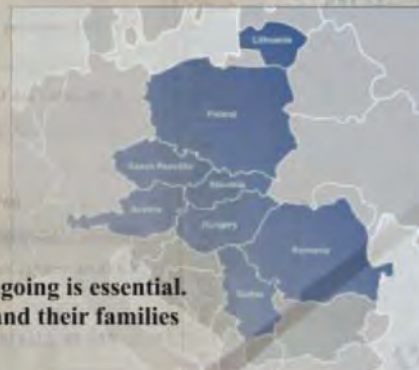 Lithuania
Poland
Czech Republic
Slovakia
Austria
Hungary
Romania
Serbia
going is essential.
and their families